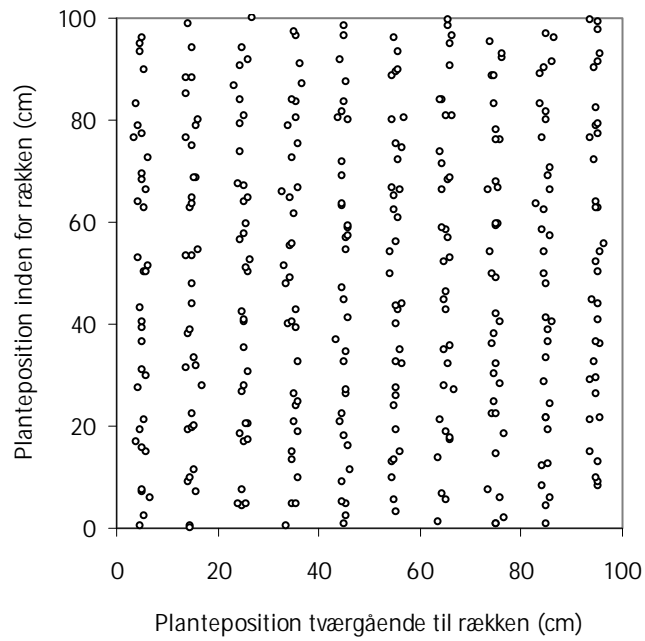 Planteposition inden for rækken (cm)
100
80
60
40
20
0
0 20 40 60 80 100
Planteposition tværgående til rækken (cm)